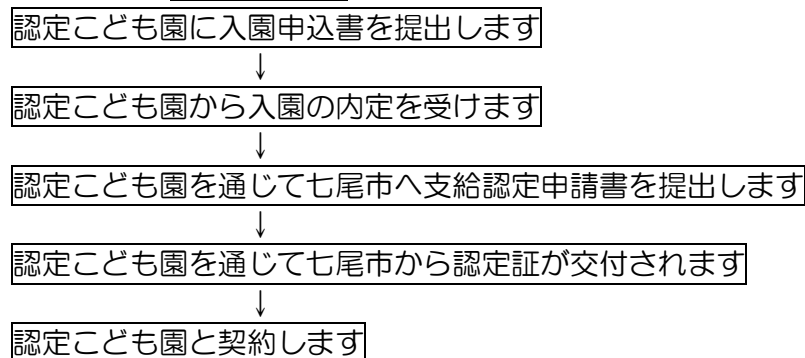 認定こども園に入園申込書を提出します
↓
認定こども園から入園の内定を受けます
↓
認定こども園を通じて七尾市へ支給認定申請書を提出します
↓
認定こども園を通じて七尾市から認定証が交付されます
↓
認定こども園と契約します